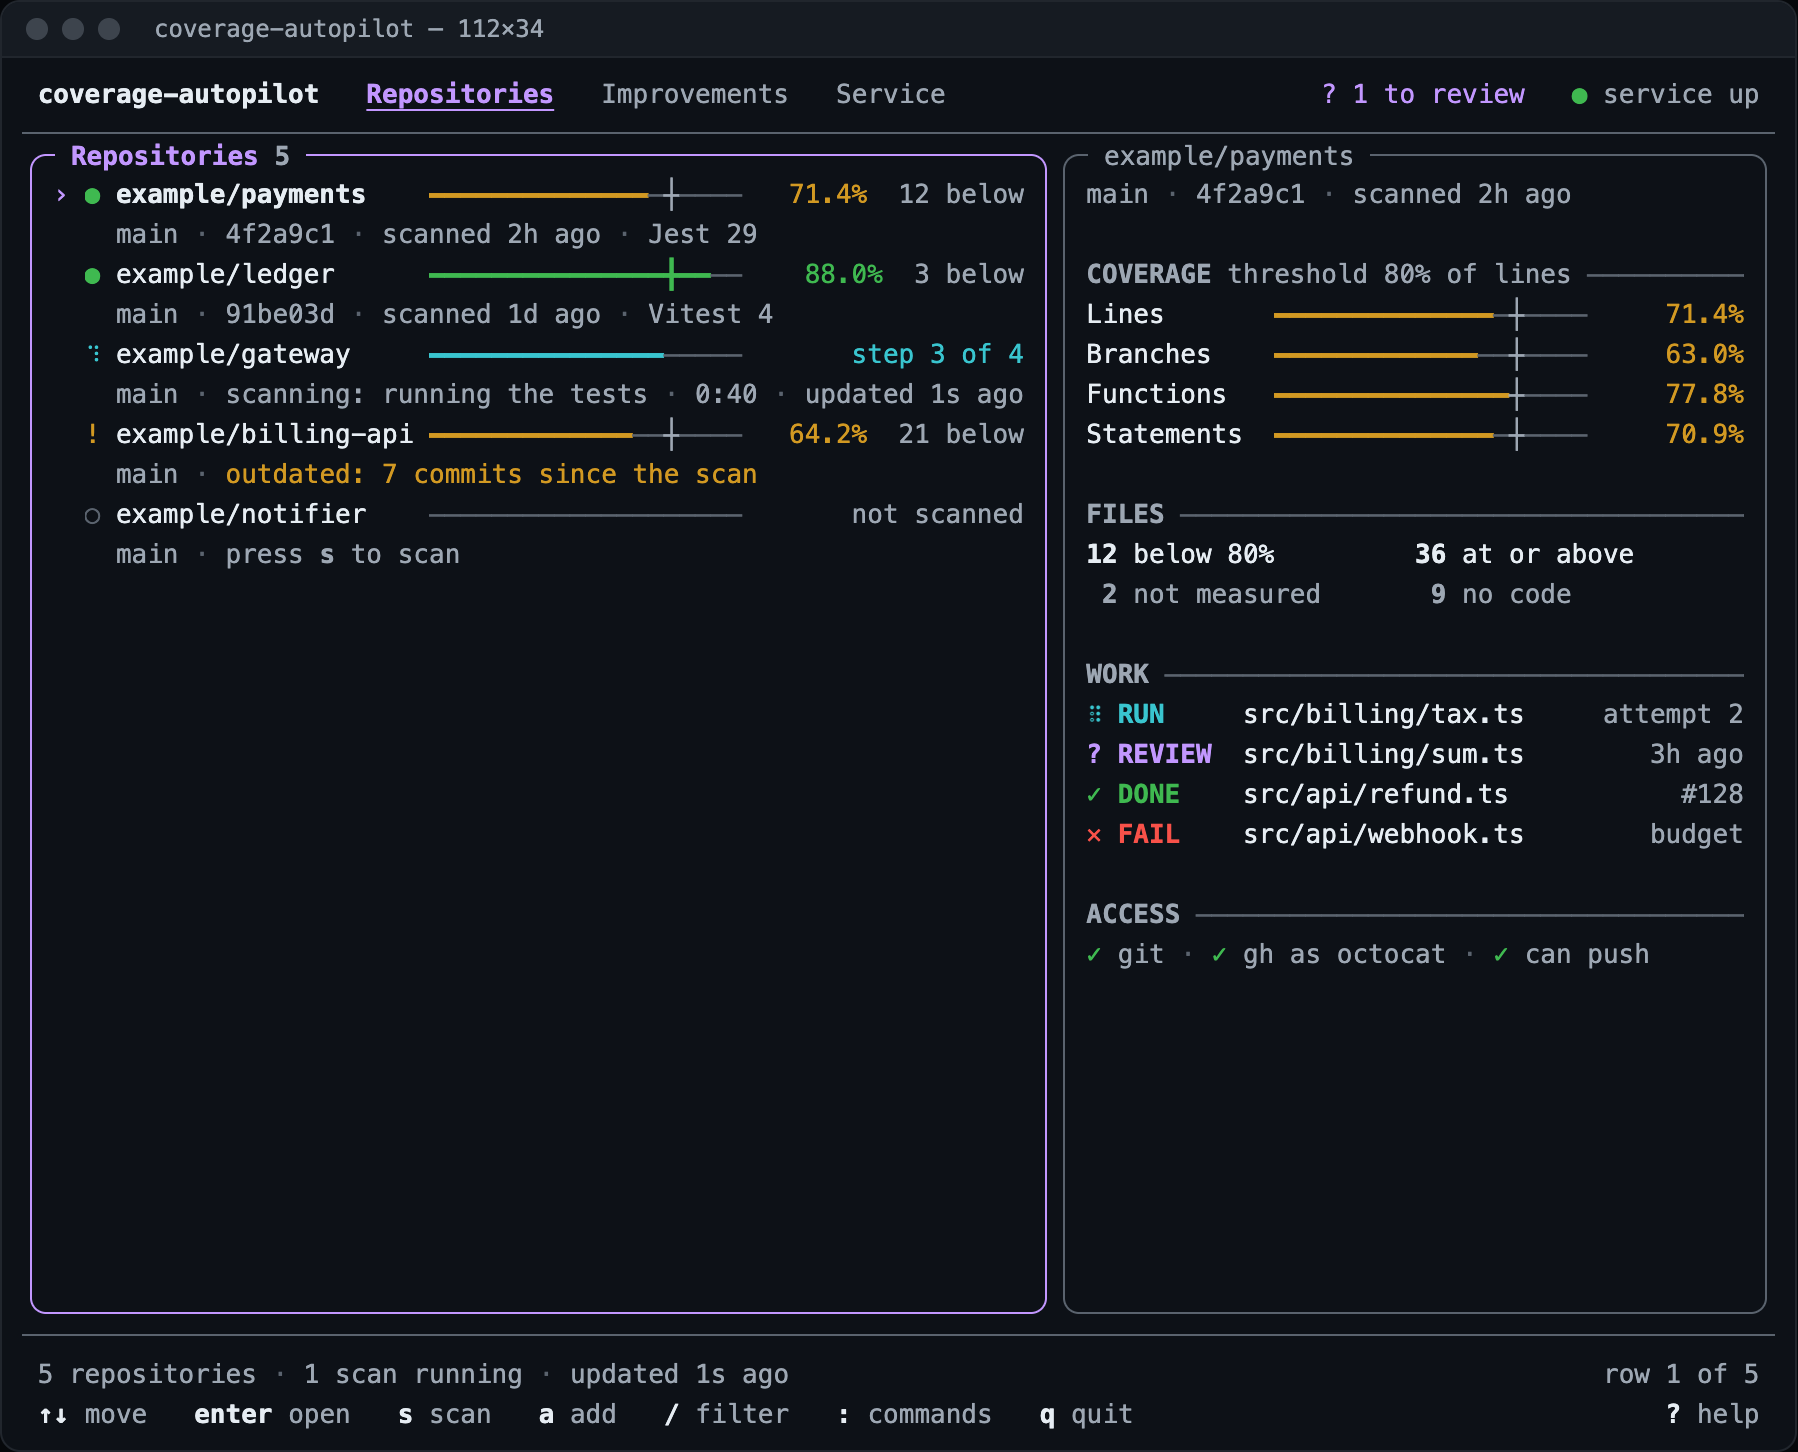 coverage-autopilot — 112×34
coverage-autopilot Repositories Improvements Service ? 1 to review ● service up
Repositories 5
› ● example/payments 71.4% 12 below
main · 4f2a9c1 · scanned 2h ago · Jest 29
● example/ledger 88.0% 3 below
main · 91be03d · scanned 1d ago · Vitest 4
example/gateway step 3 of 4
main · scanning: running the tests · 0:40 · updated 1s ago
! example/billing-api 64.2% 21 below
main · outdated: 7 commits since the scan
○ example/notifier not scanned
main · press s to scan
example/payments
main · 4f2a9c1 · scanned 2h ago
COVERAGE threshold 80% of lines
Lines 71.4%
Branches 63.0%
Functions 77.8%
Statements 70.9%
FILES
12 below 80% 36 at or above
2 not measured 9 no code
WORK
RUN src/billing/tax.ts attempt 2
? REVIEW src/billing/sum.ts 3h ago
✓ DONE src/api/refund.ts #128
× FAIL src/api/webhook.ts budget
ACCESS
✓ git · ✓ gh as octocat · ✓ can push
5 repositories · 1 scan running · updated 1s ago row 1 of 5
↑↓ move enter open s scan a add / filter : commands q quit ? help